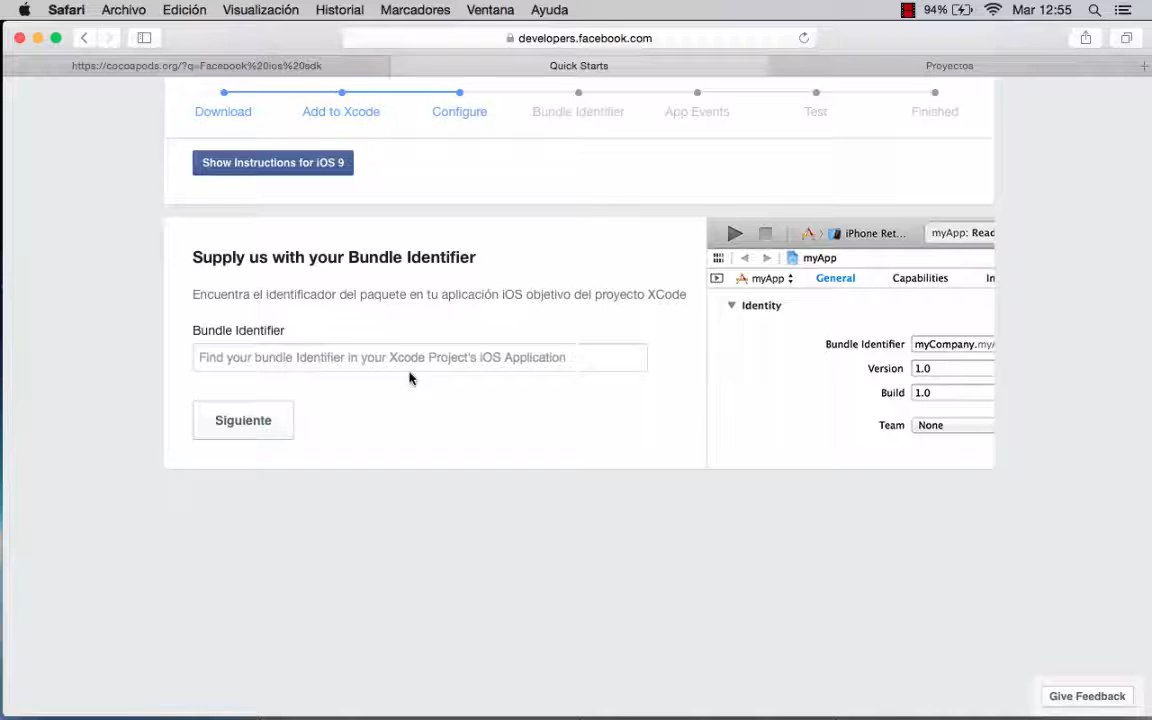 Safari Archivo Edición Visualización Historial Marcadores Ventana Ayuda 94% Mar 12:55
developers.facebook.com
https://cocoapods.org/?q=Facebook%20ios%20sdk Quick Starts Proyectos
Download Add to Xcode Configure Bundle Identifier App Events Test Finished
Show Instructions for iOS 9
Supply us with your Bundle Identifier
Encuentra el identificador del paquete en tu aplicación iOS objetivo del proyecto XCode
Bundle Identifier
Find your bundle Identifier in your Xcode Project's iOS Application
Siguiente
iPhone Ret... myApp: Reac
myApp
myApp General Capabilities In
Identity
Bundle Identifier myCompany.myA
Version 1.0
Build 1.0
Team None
Give Feedback